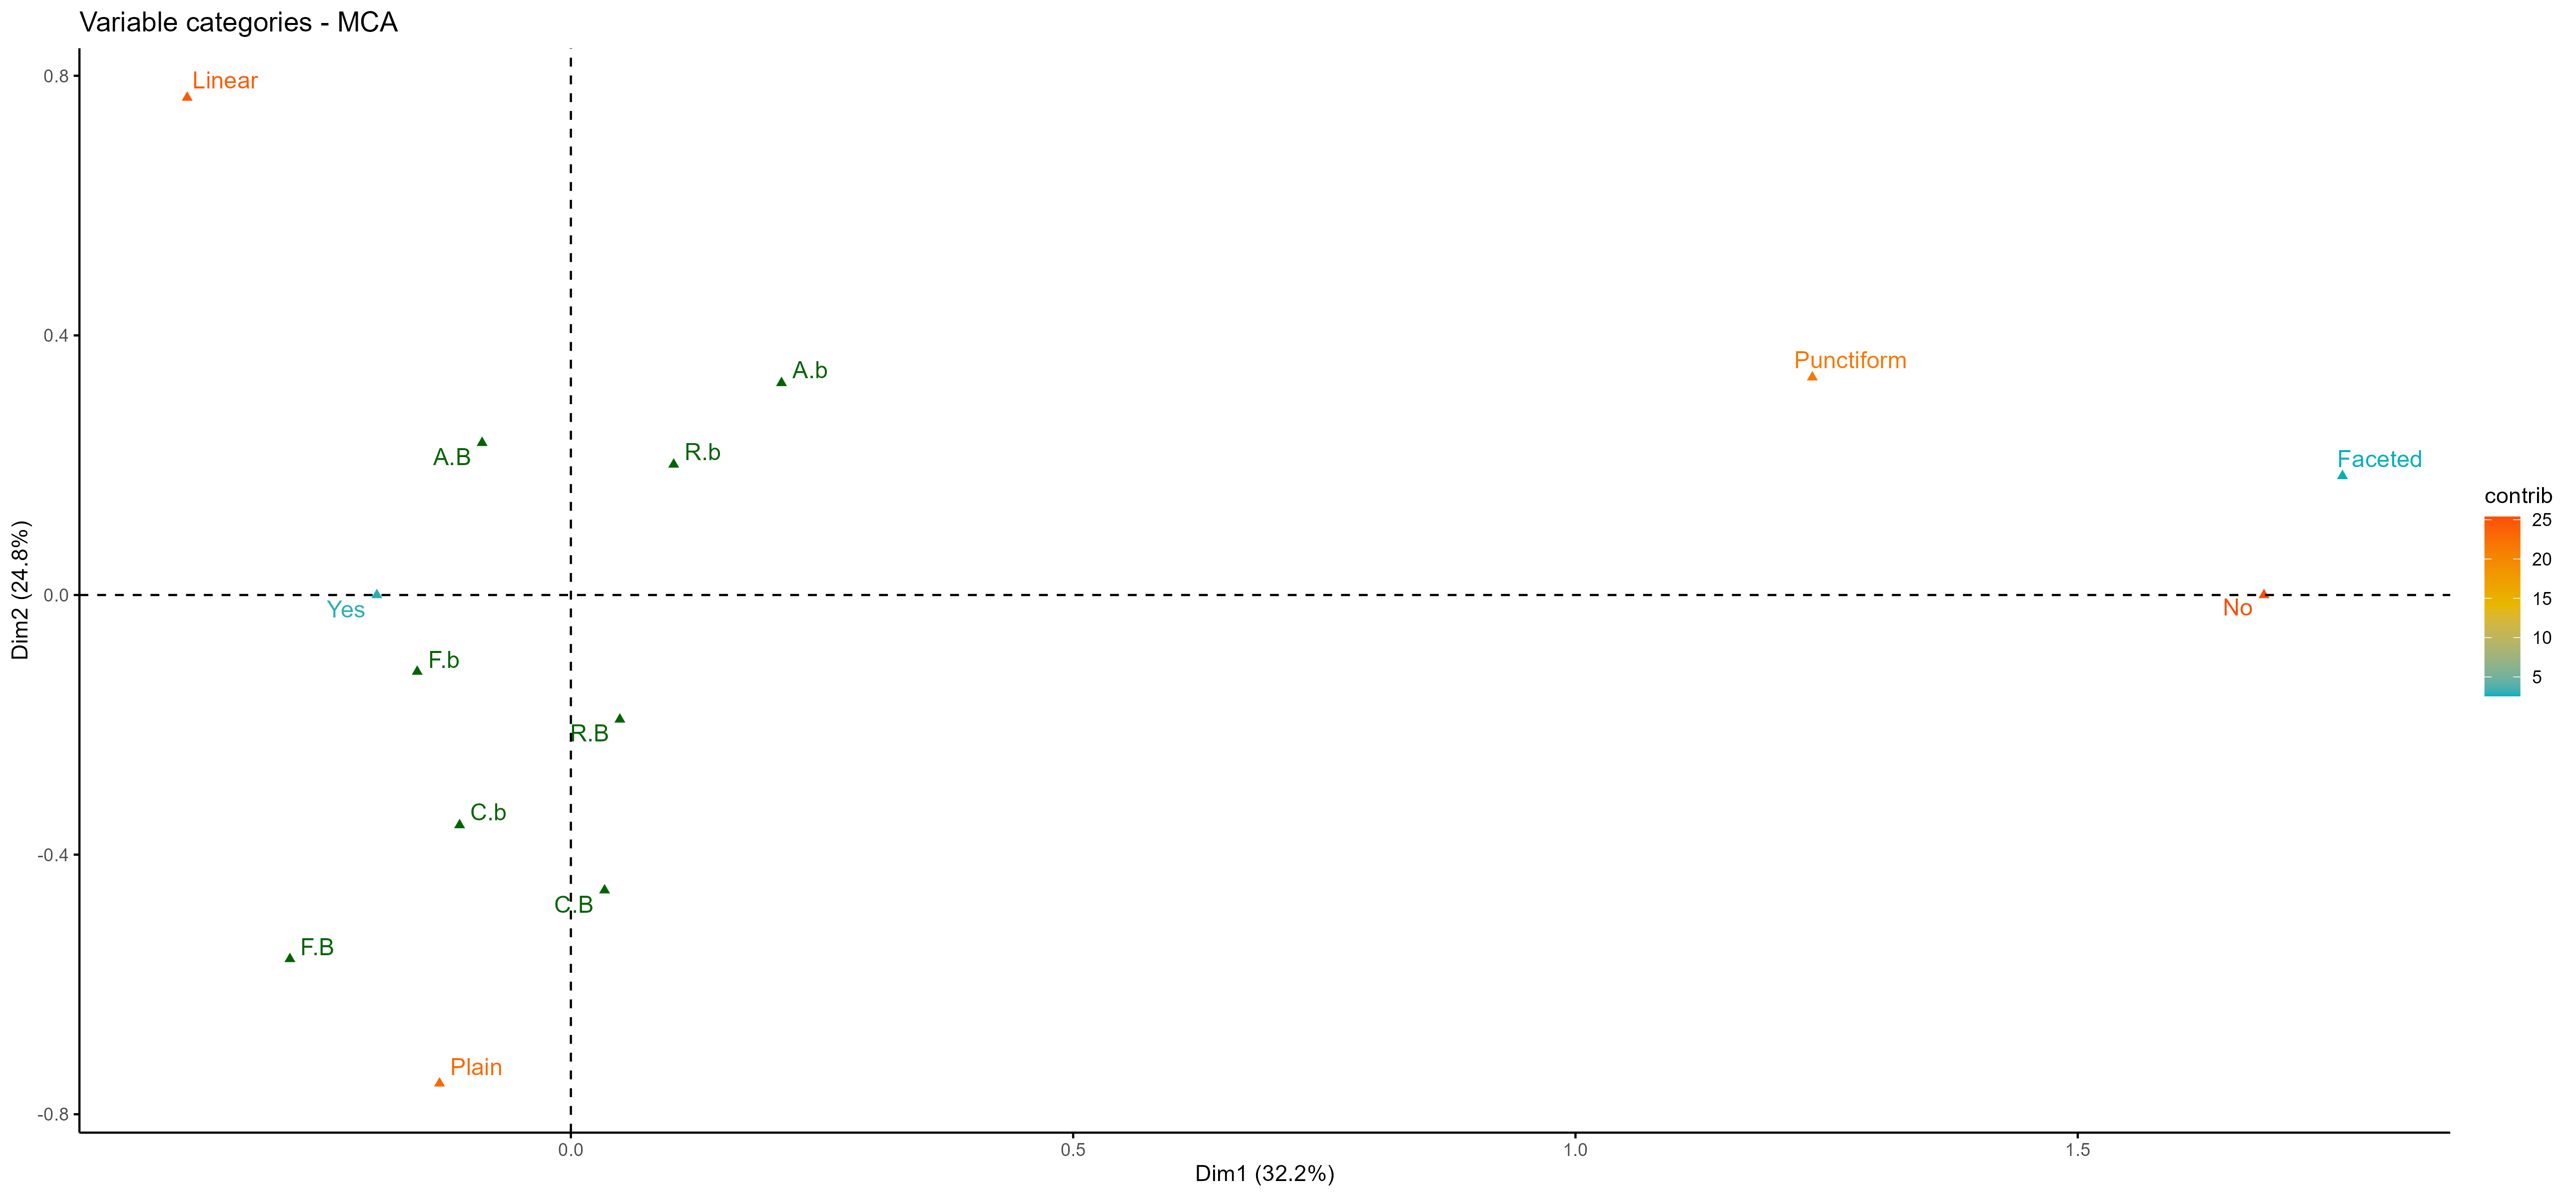 Variable categories - MCA
0.8
Linear
0.4
A.b
Punctiform
A.B
R.b
Faceted
contrib
25
20
15
10
5
0.0
Yes
No
F.b
R.B
C.b
-0.4
C.B
F.B
Plain
-0.8
0.0
0.5
1.0
1.5
Dim1 (32.2%)
Dim2 (24.8%)